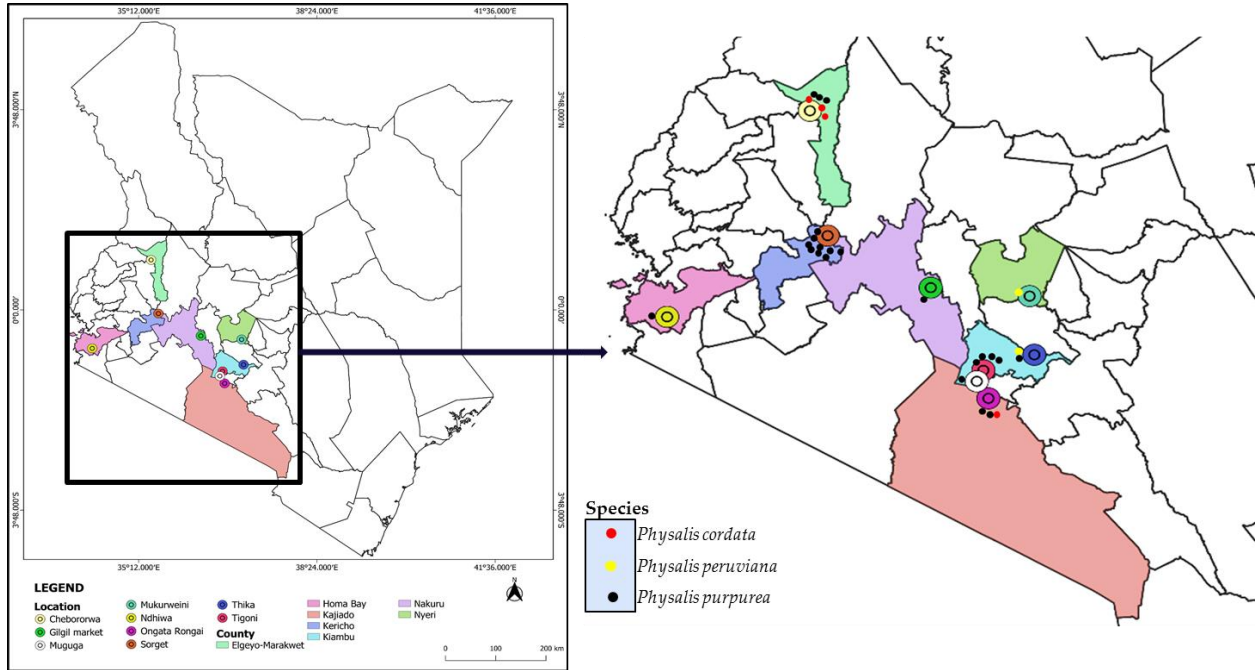 35°12.000'E 38°24.000'E 41°36.000'E
3°48.000'N 3°48.000'N
0°0.000' 0°0.000'
3°48.000'S 3°48.000'S
35°12.000'E 38°24.000'E 41°36.000'E
N
LEGEND
Location
Chebororwa
Gilgil market
Muguga
Mukurweini
Ndhiwa
Ongata Rongai
Sorget
Thika
Tigoni
County
Elgeyo-Marakwet
Homa Bay
Kajiado
Kericho
Kiambu
Nakuru
Nyeri
0 100 200 km
Species
Physalis cordata
Physalis peruviana
Physalis purpurea